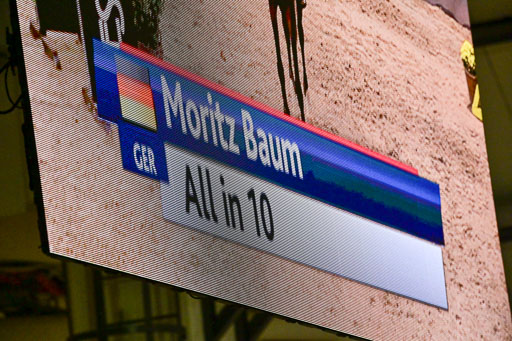 Moritz Baum
GER
All in 10